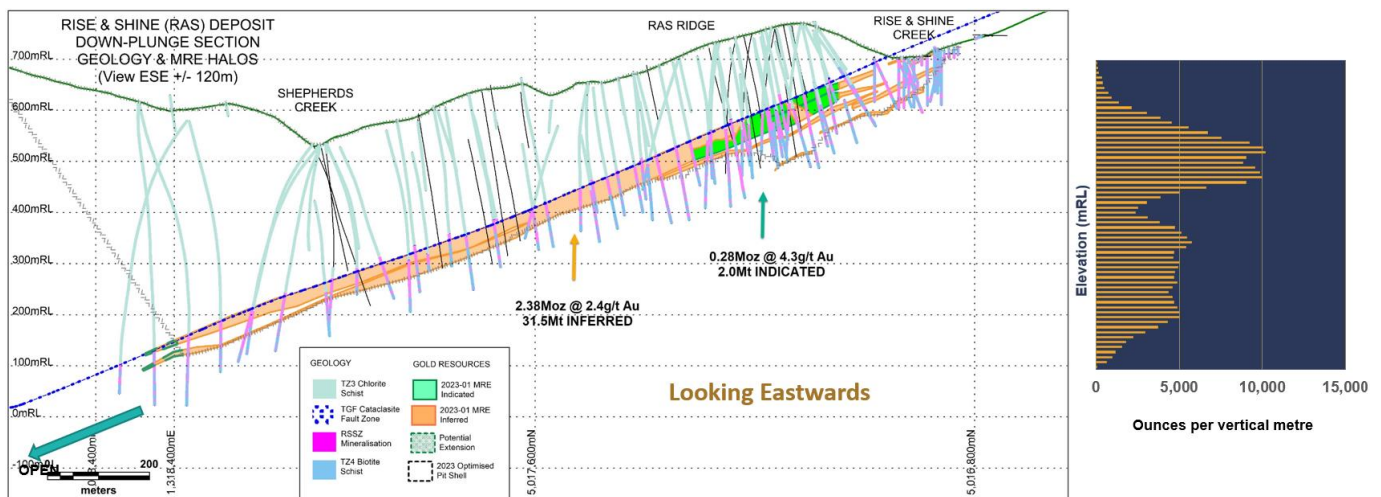 RISE & SHINE (RAS) DEPOSIT
DOWN-PLUNGE SECTION
GEOLOGY & MRE HALOS
(View ESE +/- 120m)
SHEPHERDS
CREEK
RAS RIDGE
RISE & SHINE
CREEK
700mRL
600mRL
500mRL
400mRL
300mRL
200mRL
100mRL
0mRL
-100m
OPEN
0
200
meters
1,318,400mE
5,017,600mN
5,016,800mN
0.28Moz @ 4.3g/t Au
2.0Mt INDICATED
2.38Moz @ 2.4g/t Au
31.5Mt INFERRED
Looking Eastwards
GEOLOGY
TZ3 Chlorite
Schist
TGF Cataclasite
Fault Zone
RSSZ
Mineralisation
TZ4 Biotite
Schist
GOLD RESOURCES
2023-01 MRE
Indicated
2023-01 MRE
Inferred
Potential
Extension
2023 Optimised
Pit Shell
Elevation (mRL)
0 5,000 10,000 15,000
Ounces per vertical metre